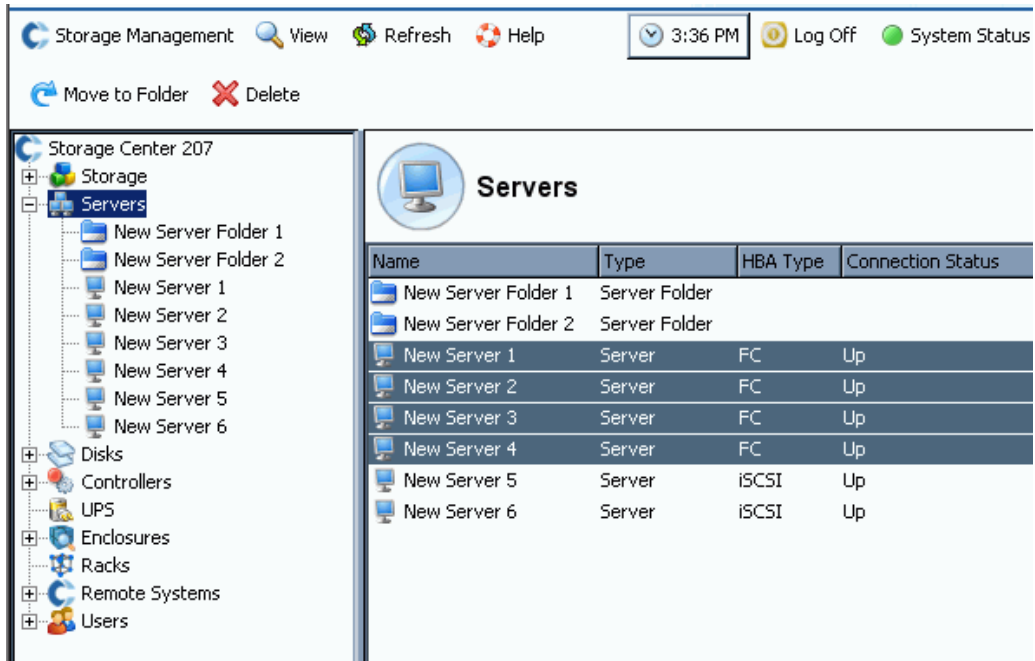 Storage Management View Refresh Help 3:36 PM Log Off System Status
Move to Folder Delete
Storage Center 207
Storage
Servers
New Server Folder 1
New Server Folder 2
New Server 1
New Server 2
New Server 3
New Server 4
New Server 5
New Server 6
Disks
Controllers
UPS
Enclosures
Racks
Remote Systems
Users
Servers
Name Type HBA Type Connection Status
New Server Folder 1 Server Folder
New Server Folder 2 Server Folder
New Server 1 Server FC Up
New Server 2 Server FC Up
New Server 3 Server FC Up
New Server 4 Server FC Up
New Server 5 Server iSCSI Up
New Server 6 Server iSCSI Up